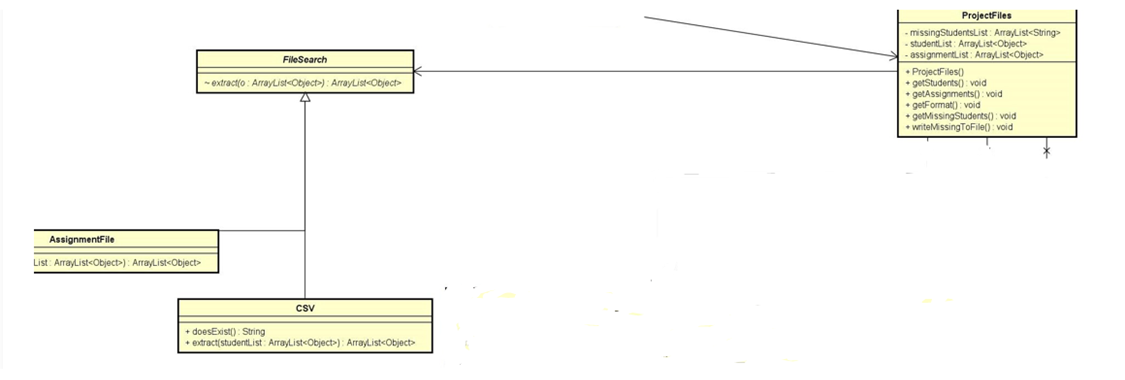 ProjectFiles
- missingStudentsList : ArrayList<String>
- studentList : ArrayList<Object>
- assignmentList : ArrayList<Object>
+ ProjectFiles()
+ getStudents() : void
+ getAssignments() : void
+ getFormat() : void
+ getMissingStudents() : void
+ writeMissingToFile() : void
FileSearch
~ extract(o : ArrayList<Object>) : ArrayList<Object>
AssignmentFile
List : ArrayList<Object>) : ArrayList<Object>
CSV
+ doesExist() : String
+ extract(studentList : ArrayList<Object>) : ArrayList<Object>